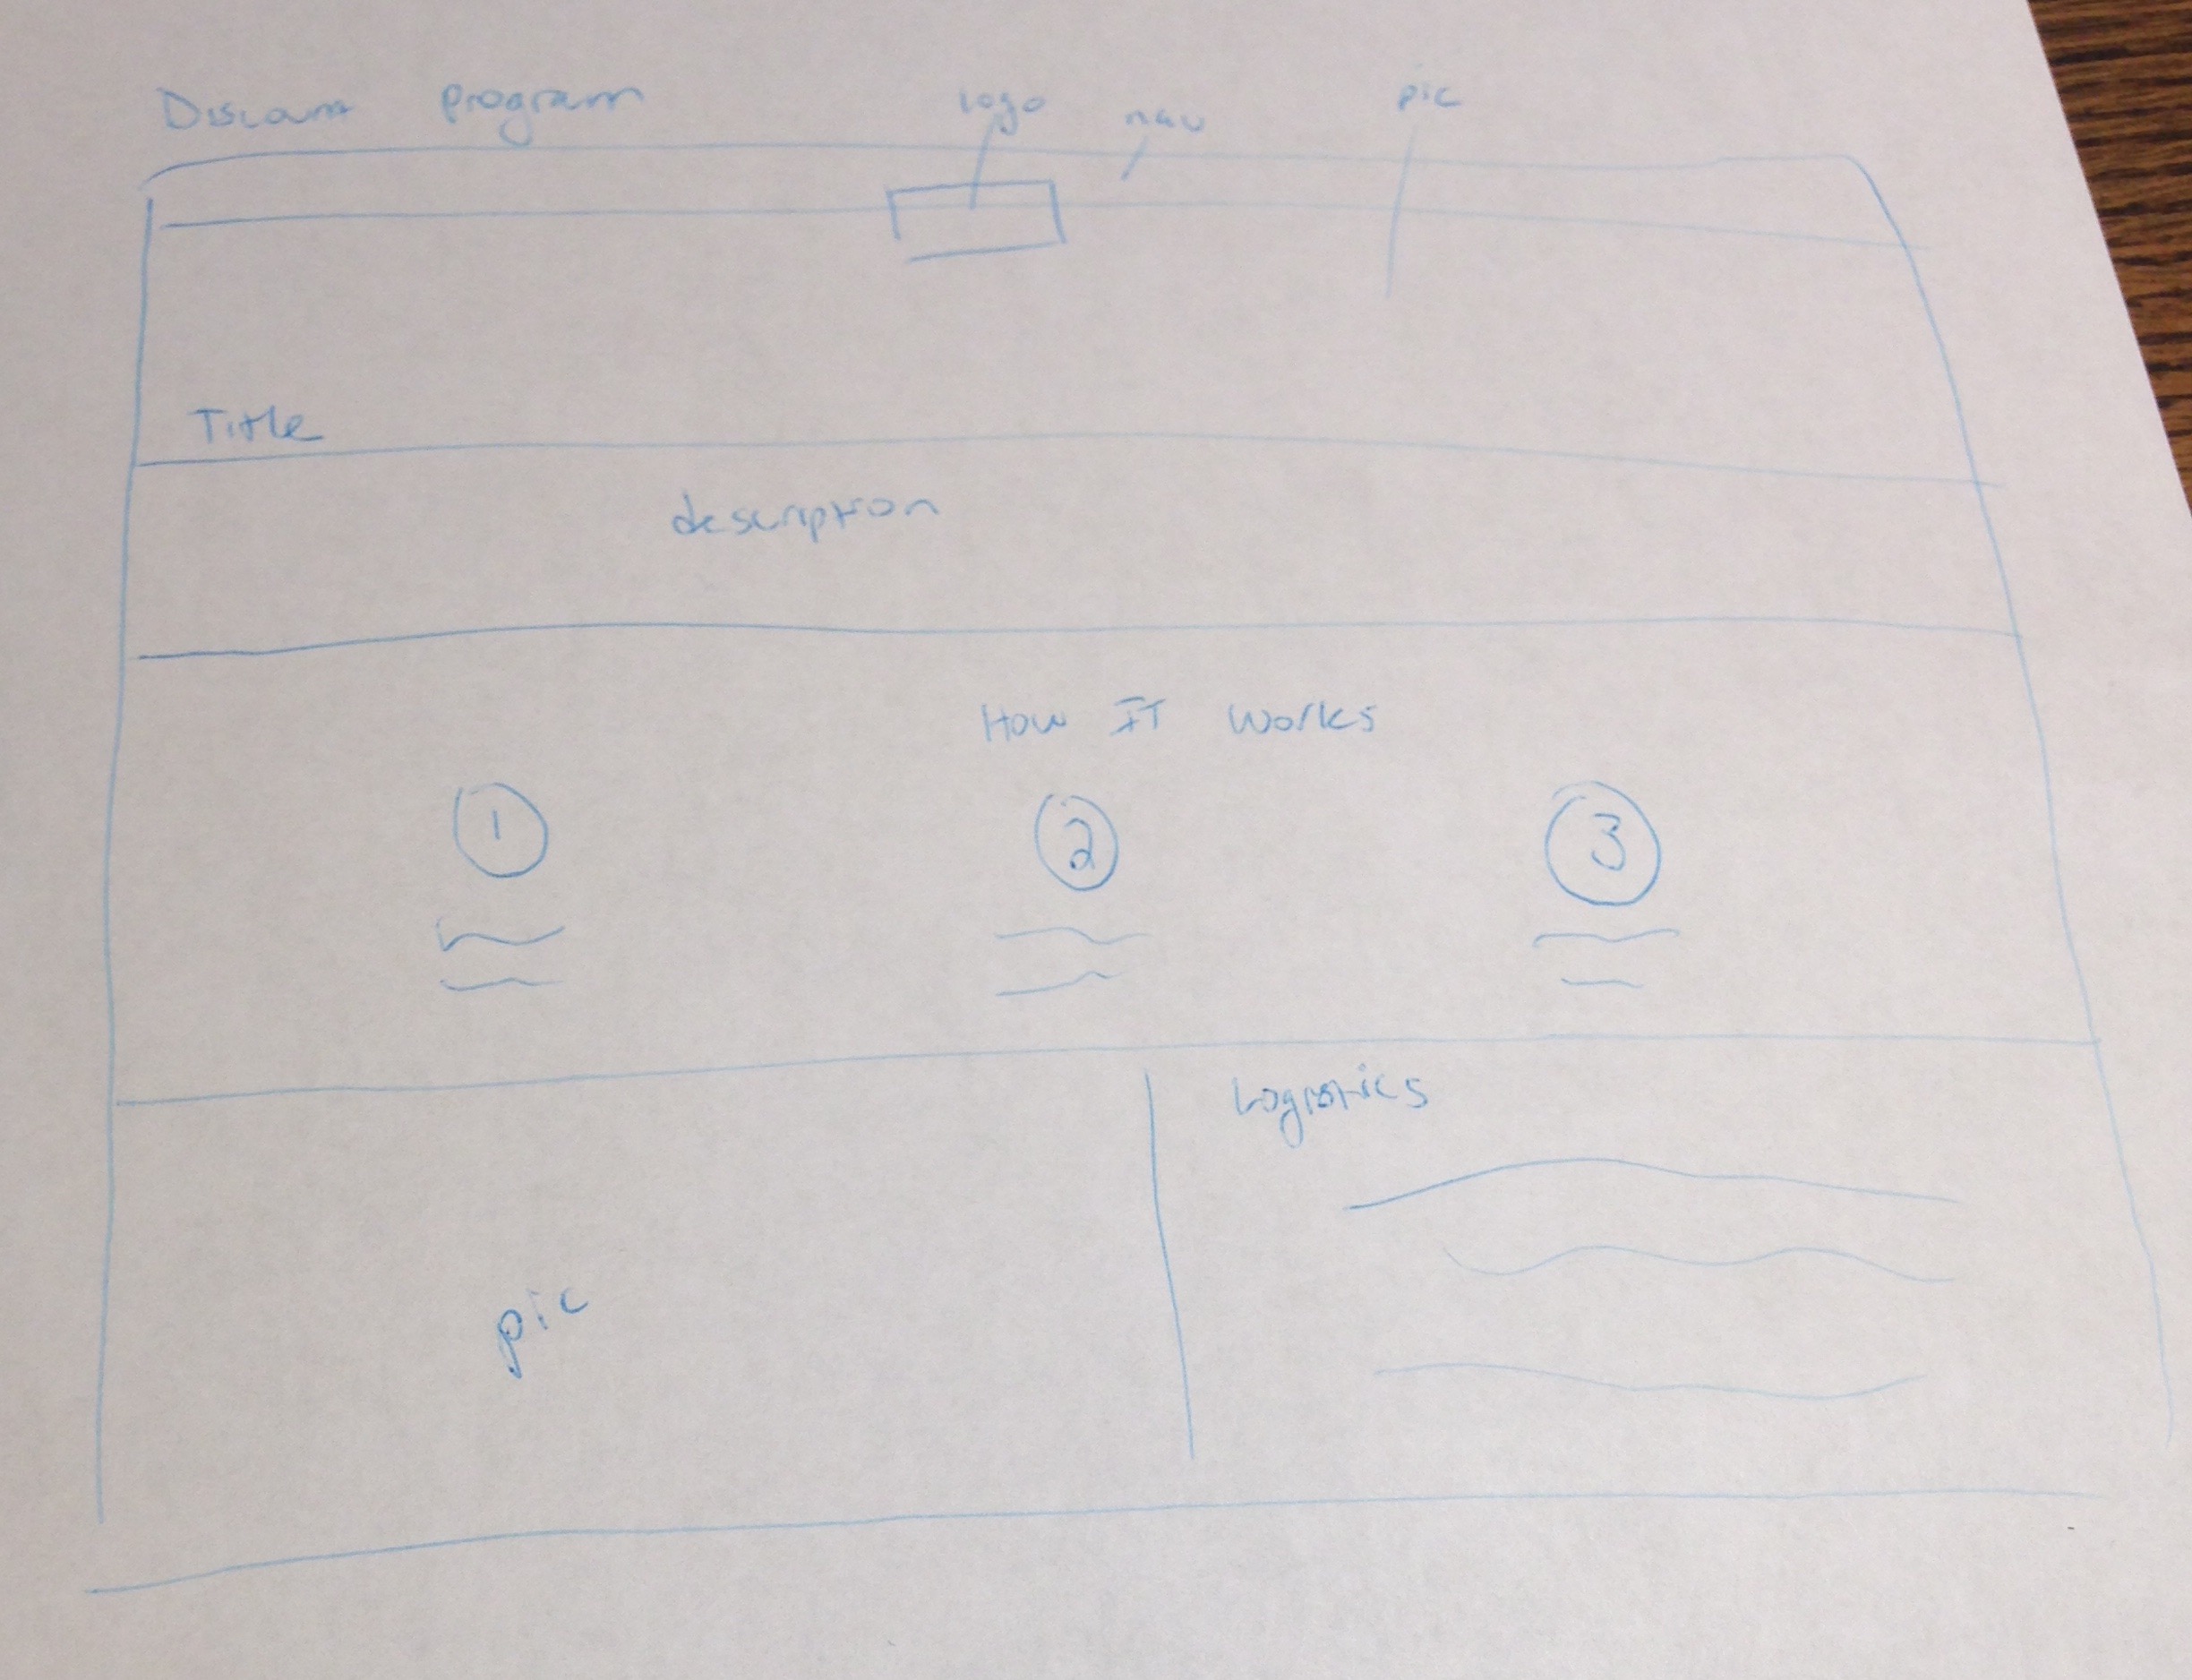 Discount program
logo
nav
pic
Title
description
How IT Works
1
2
3
Logistics
pic